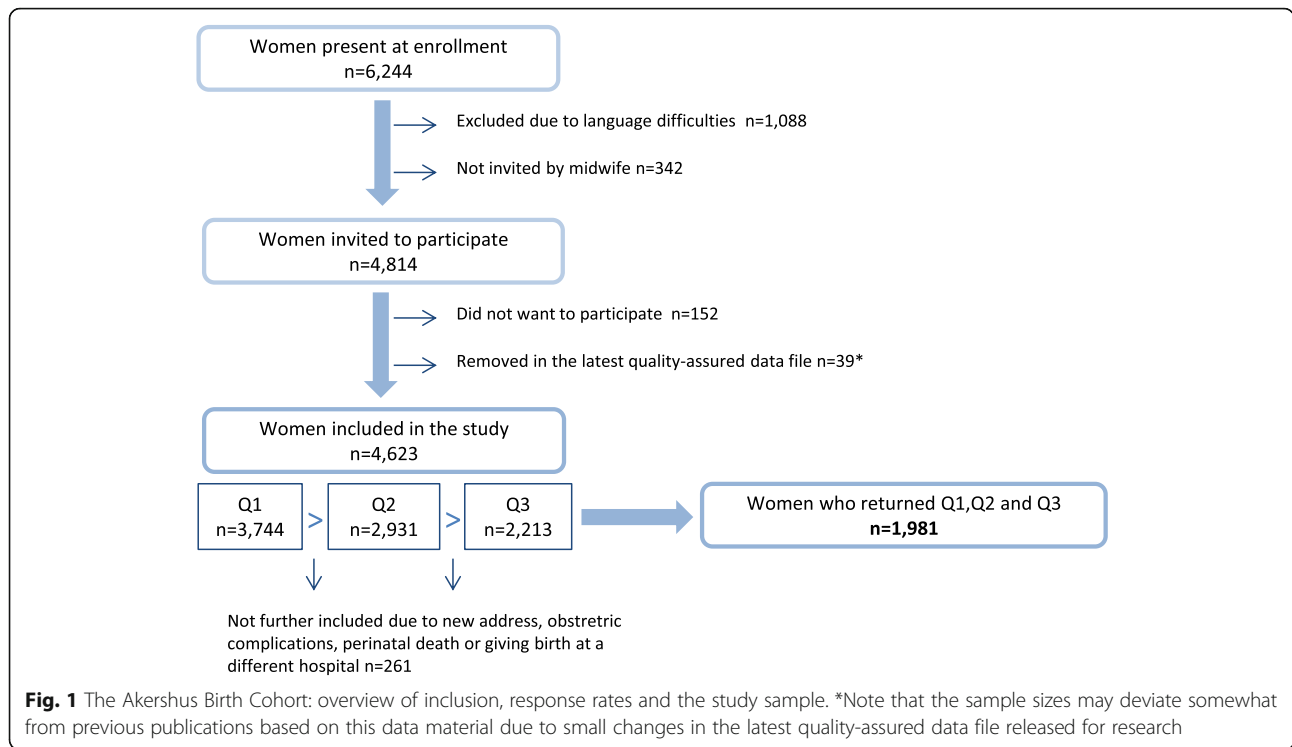 Women present at enrollment
n=6,244
Excluded due to language difficulties n=1,088
Not invited by midwife n=342
Women invited to participate
n=4,814
Did not want to participate n=152
Removed in the latest quality-assured data file n=39*
Women included in the study
n=4,623
Q1
n=3,744
>
Q2
n=2,931
>
Q3
n=2,213
Women who returned Q1,Q2 and Q3
n=1,981
Not further included due to new address, obstretric
complications, perinatal death or giving birth at a
different hospital n=261
Fig. 1 The Akershus Birth Cohort: overview of inclusion, response rates and the study sample. *Note that the sample sizes may deviate somewhat
from previous publications based on this data material due to small changes in the latest quality-assured data file released for research